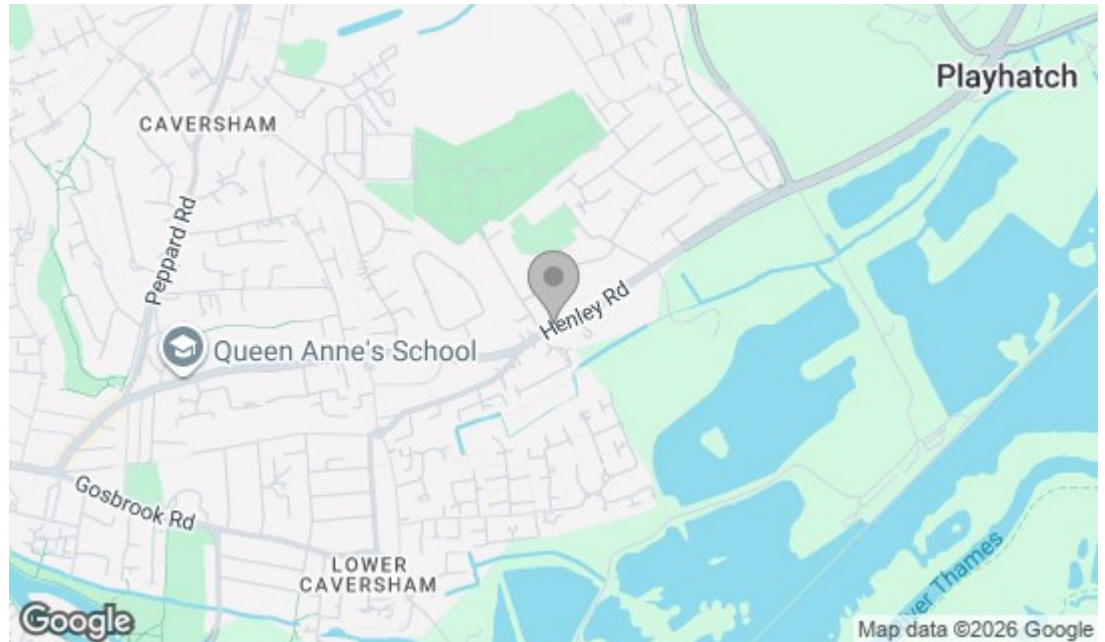 Playhatch
CAVERSHAM
Peppard Rd
Henley Rd
Queen Anne's School
Gosbrook Rd
LOWER
CAVERSHAM
Thames
Google
Map data ©2026 Google